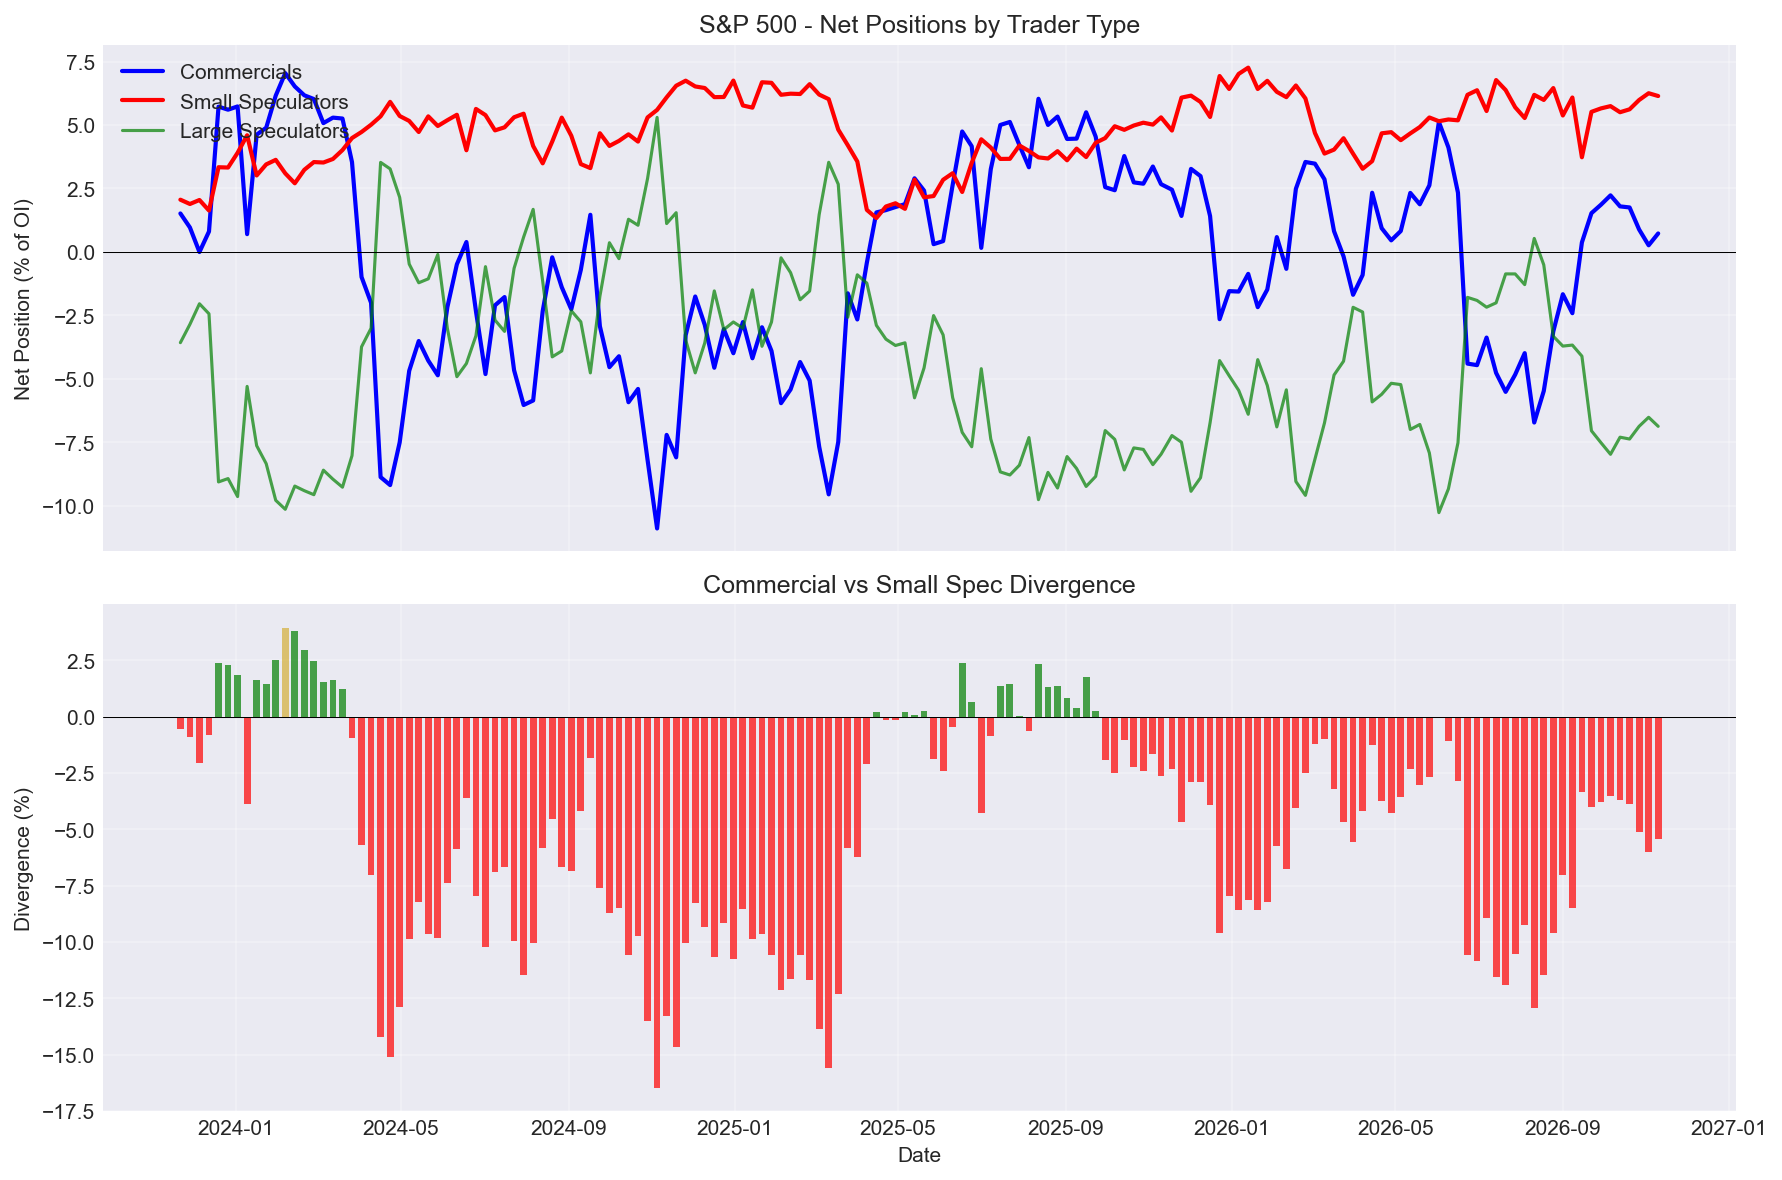 S&P 500 - Net Positions by Trader Type
Commercials
Small Speculators
Large Speculators
Net Position (% of OI)
7.5
5.0
2.5
0.0
−2.5
−5.0
−7.5
−10.0
Commercial vs Small Spec Divergence
Divergence (%)
2.5
0.0
−2.5
−5.0
−7.5
−10.0
−12.5
−15.0
−17.5
2024-01 2024-05 2024-09 2025-01 2025-05 2025-09 2026-01 2026-05 2026-09 2027-01
Date